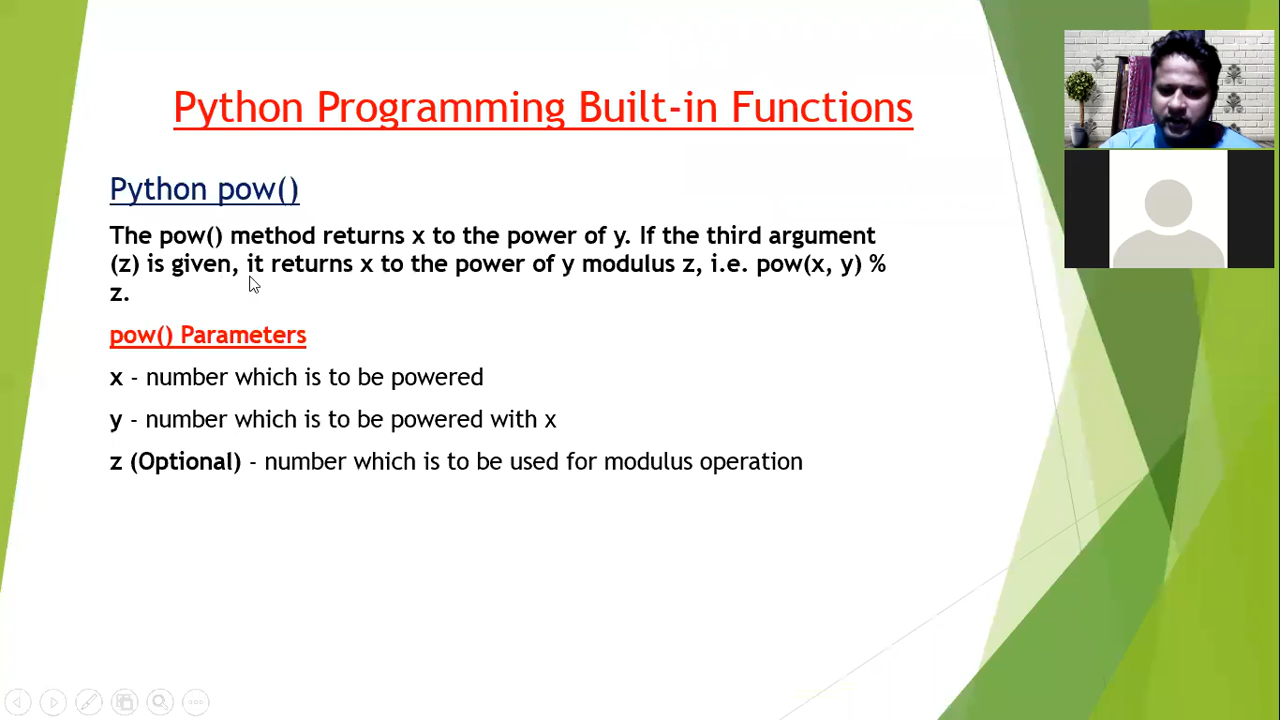 Python Programming Built-in Functions
Python pow()
The pow() method returns x to the power of y. If the third argument
(z) is given, it returns x to the power of y modulus z, i.e. pow(x, y) %
z.
pow() Parameters
x - number which is to be powered
y - number which is to be powered with x
z (Optional) - number which is to be used for modulus operation